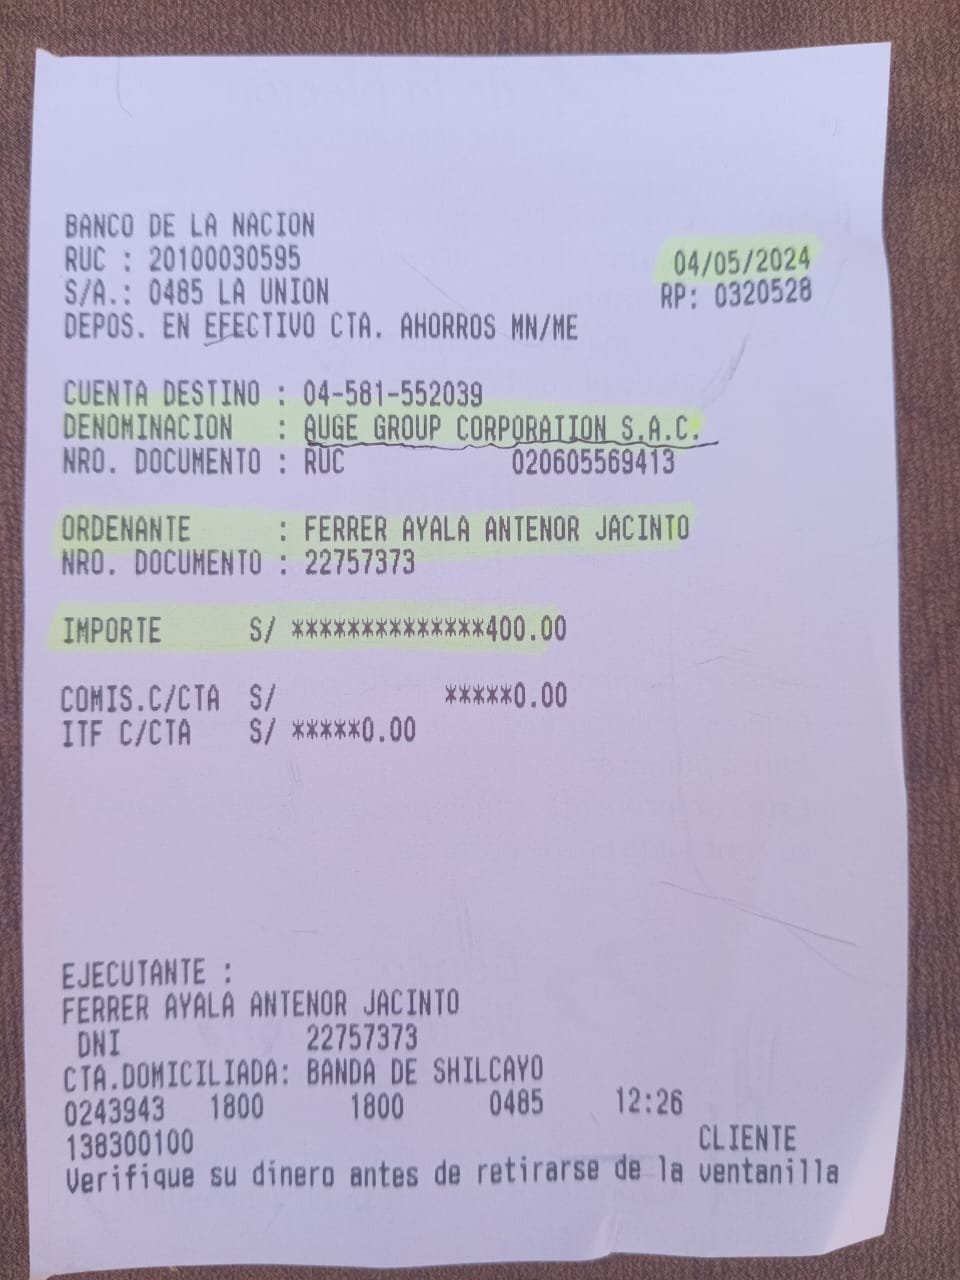 BANCO DE LA NACION
RUC : 20100030595
04/05/2024
S/A.: 0485 LA UNION
RP: 0320528
DEPOS. EN EFECTIVO CTA. AHORROS MN/ME
CUENTA DESTINO : 04-581-552039
DENOMINACION : AUGE GROUP CORPORATION S.A.C.
NRO. DOCUMENTO : RUC 020605569413
ORDENANTE : FERRER AYALA ANTENOR JACINTO
NRO. DOCUMENTO : 22757373
IMPORTE S/ **************400.00
COMIS.C/CTA S/ *****0.00
ITF C/CTA S/ *****0.00
EJECUTANTE :
FERRER AYALA ANTENOR JACINTO
DNI 22757373
CTA.DOMICILIADA: BANDA DE SHILCAYO
0243943 1800 1800 0485 12:26
138300100 CLIENTE
Verifique su dinero antes de retirarse de la ventanilla